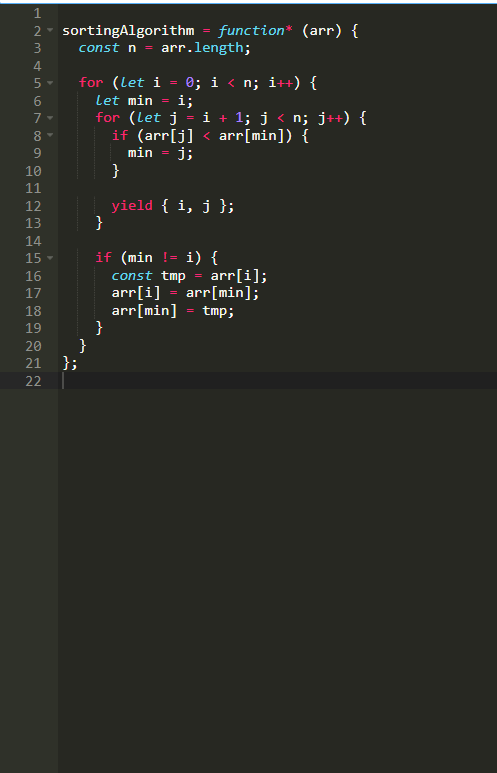 1
2 sortingAlgorithm = function* (arr) {
3   const n = arr.length;
4
5   for (let i = 0; i < n; i++) {
6     let min = i;
7     for (let j = i + 1; j < n; j++) {
8       if (arr[j] < arr[min]) {
9         min = j;
10       }
11
12       yield { i, j };
13     }
14
15     if (min != i) {
16       const tmp = arr[i];
17       arr[i] = arr[min];
18       arr[min] = tmp;
19     }
20   }
21 };
22